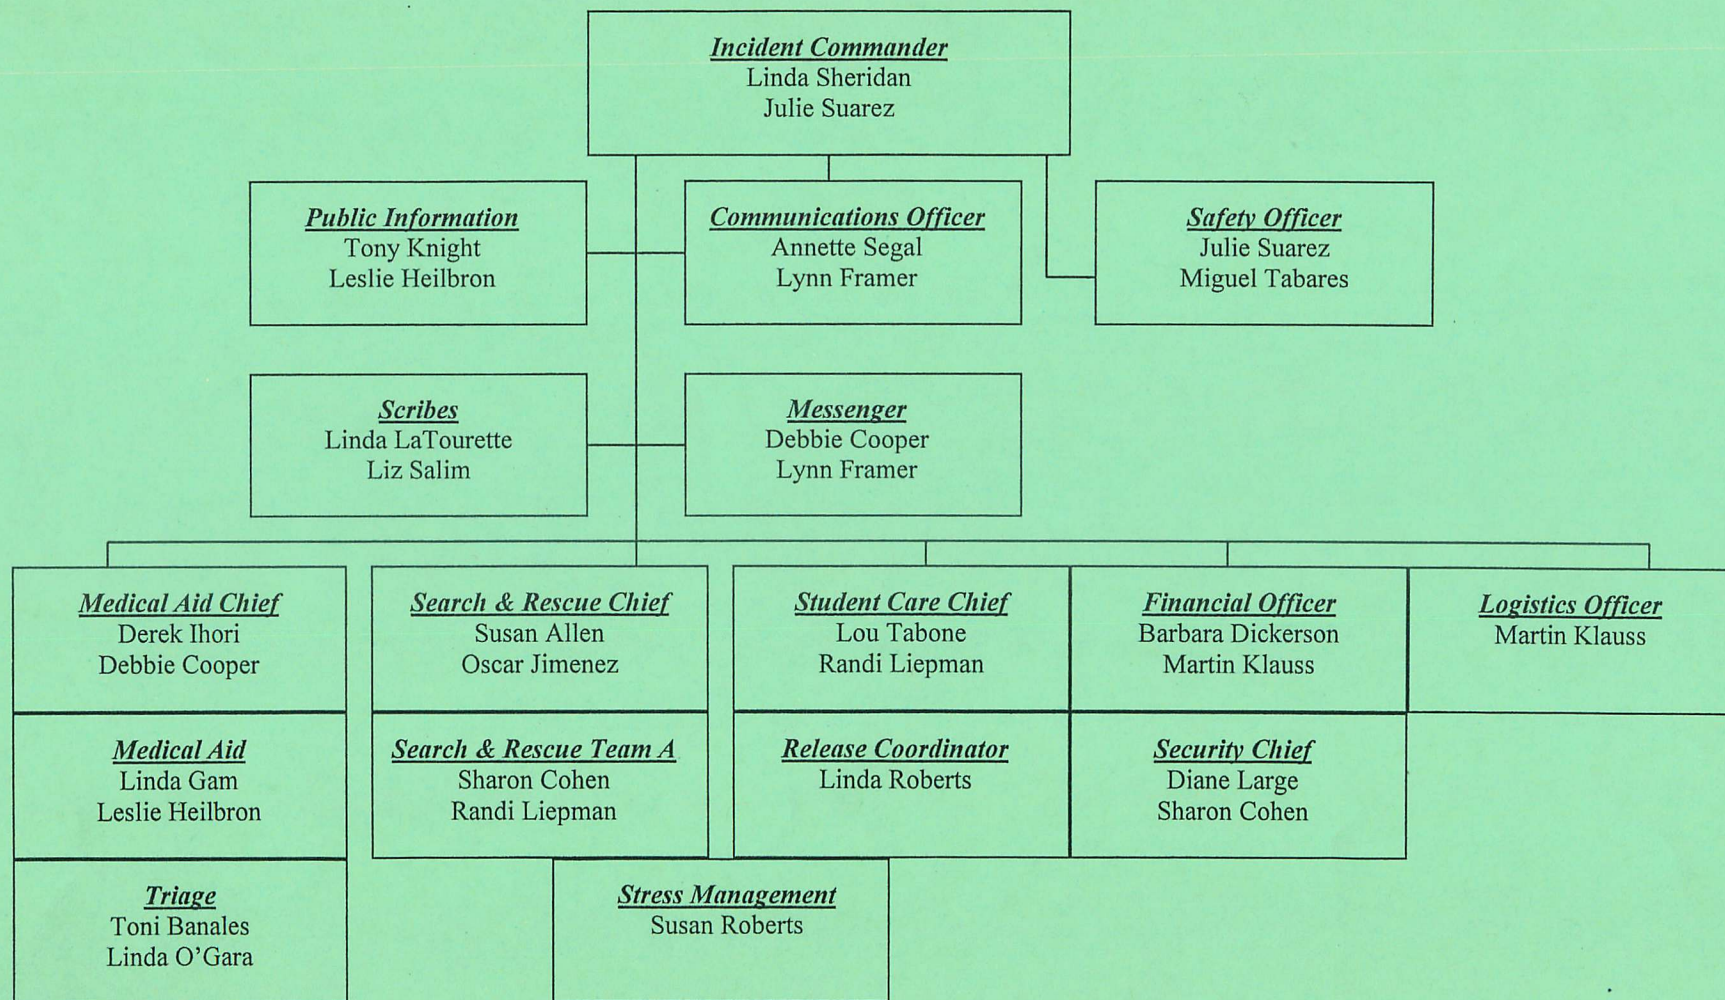 Incident Commander
Linda Sheridan
Julie Suarez
Public Information
Tony Knight
Leslie Heilbron
Communications Officer
Annette Segal
Lynn Framer
Safety Officer
Julie Suarez
Miguel Tabares
Scribes
Linda LaTourette
Liz Salim
Messenger
Debbie Cooper
Lynn Framer
Medical Aid Chief
Derek Ihori
Debbie Cooper
Search & Rescue Chief
Susan Allen
Oscar Jimenez
Student Care Chief
Lou Tabone
Randi Liepman
Financial Officer
Barbara Dickerson
Martin Klauss
Logistics Officer
Martin Klauss
Medical Aid
Linda Gam
Leslie Heilbron
Search & Rescue Team A
Sharon Cohen
Randi Liepman
Release Coordinator
Linda Roberts
Security Chief
Diane Large
Sharon Cohen
Triage
Toni Banales
Linda O'Gara
Stress Management
Susan Roberts